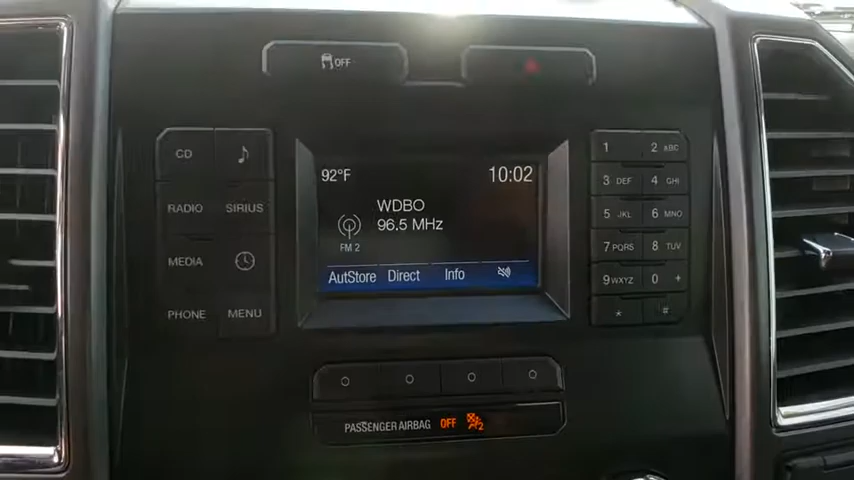 OFF
CD
RADIO SIRIUS
MEDIA
PHONE MENU
92°F 10:02
WDBO
96.5 MHz
FM 2
AutStore Direct Info
1 2 ABC
3 DEF 4 GHI
5 JKL 6 MNO
7 PQRS 8 TUV
9 WXYZ 0 +
* #
PASSENGER AIRBAG OFF 2